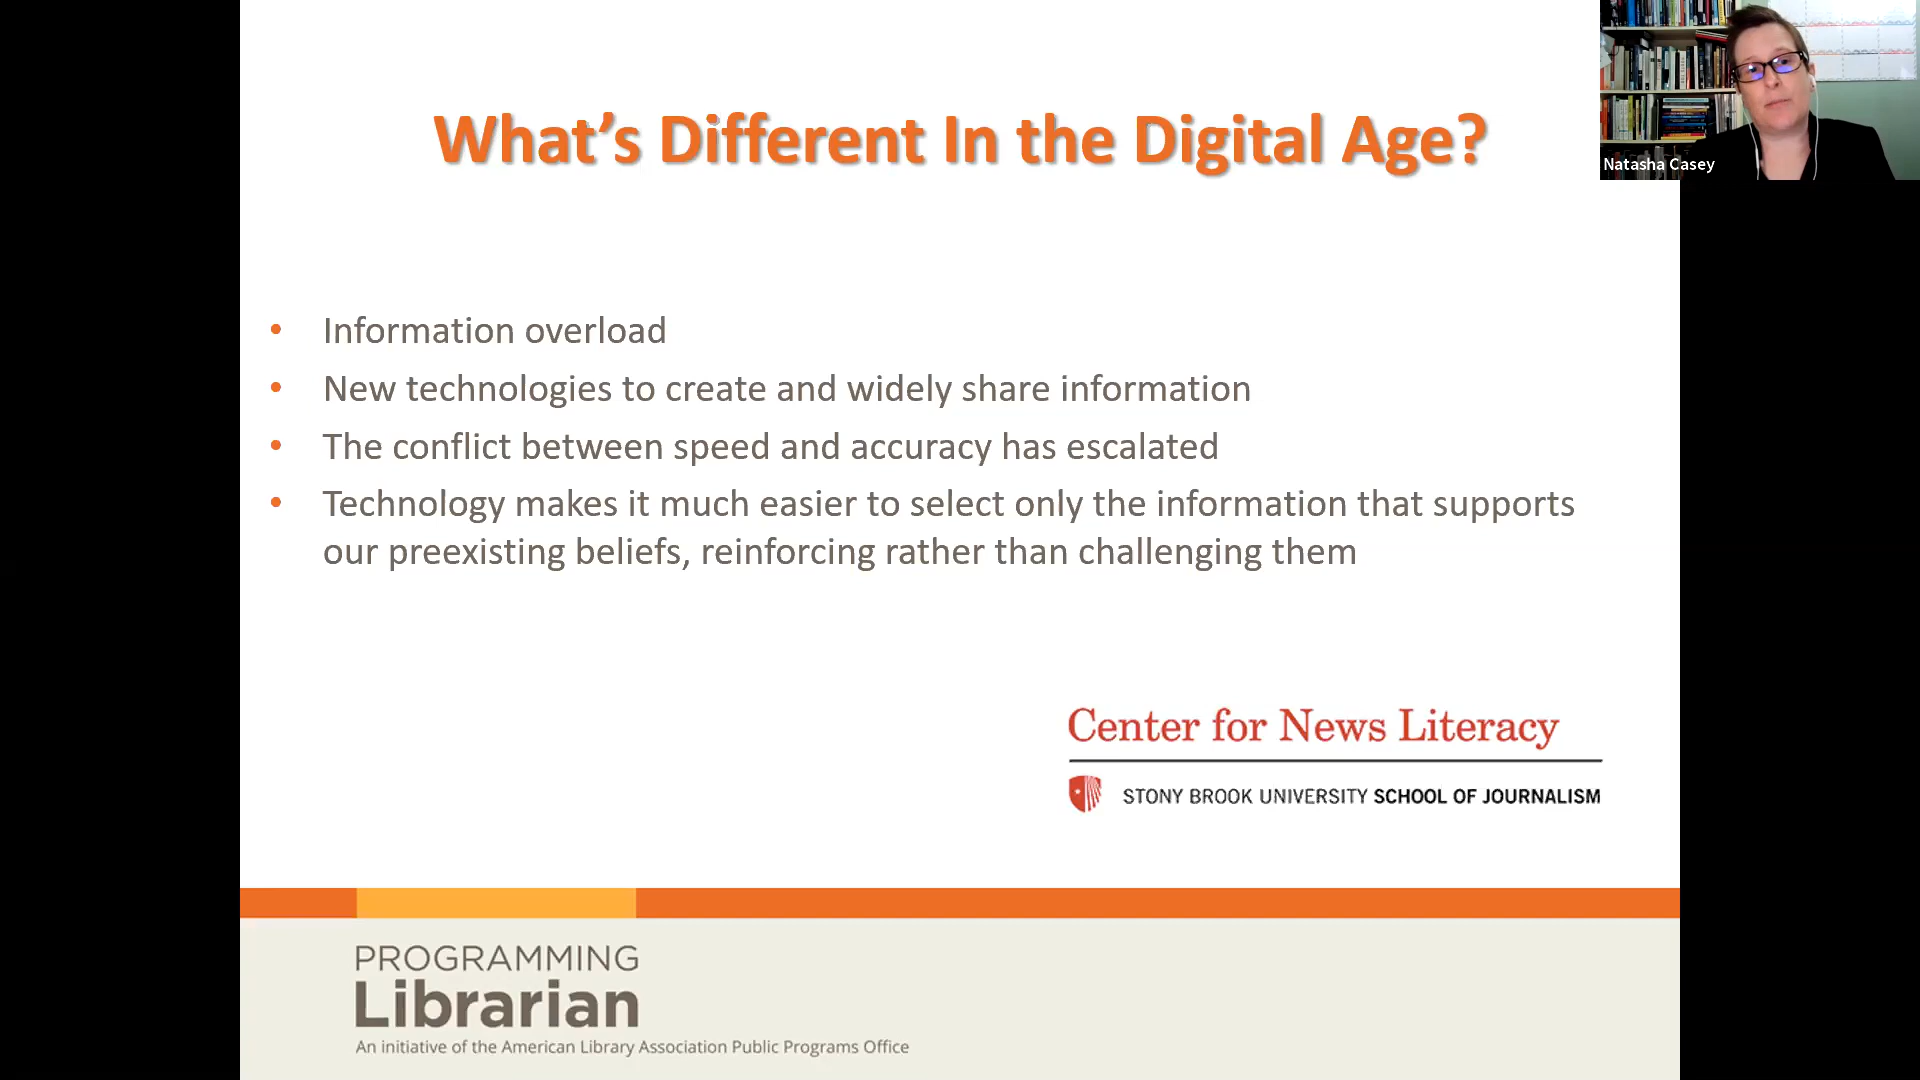 What's Different In the Digital Age?
Natasha Casey
• Information overload
• New technologies to create and widely share information
• The conflict between speed and accuracy has escalated
• Technology makes it much easier to select only the information that supports
our preexisting beliefs, reinforcing rather than challenging them
Center for News Literacy
STONY BROOK UNIVERSITY SCHOOL OF JOURNALISM
PROGRAMMING
Librarian
An initiative of the American Library Association Public Programs Office